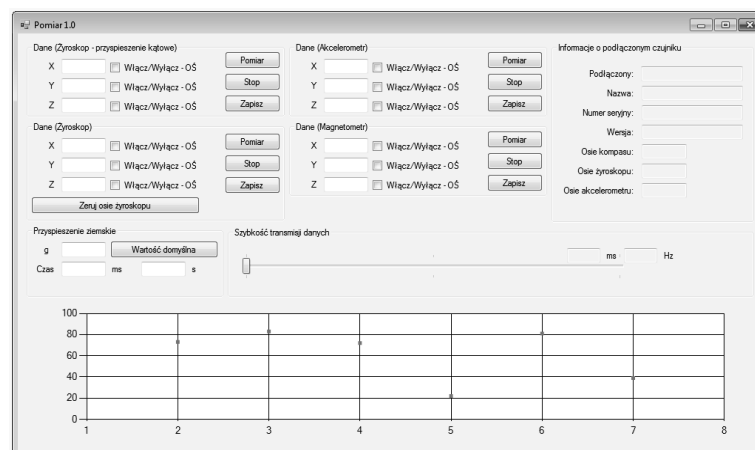 Pomiar 1.0
Dane (Żyroskop - przyspieszenie kątowe)
X Włącz/Wyłącz - OŚ Pomiar
Y Włącz/Wyłącz - OŚ Stop
Z Włącz/Wyłącz - OŚ Zapisz
Dane (Akcelerometr)
X Włącz/Wyłącz - OŚ Pomiar
Y Włącz/Wyłącz - OŚ Stop
Z Włącz/Wyłącz - OŚ Zapisz
Informacje o podłączonym czujniku
Podłączony:
Nazwa:
Numer seryjny:
Wersja:
Osie kompasu:
Osie żyroskopu:
Osie akcelerometru:
Dane (Żyroskop)
X Włącz/Wyłącz - OŚ Pomiar
Y Włącz/Wyłącz - OŚ Stop
Z Włącz/Wyłącz - OŚ Zapisz
Zeruj osie żyroskopu
Dane (Magnetometr)
X Włącz/Wyłącz - OŚ Pomiar
Y Włącz/Wyłącz - OŚ Stop
Z Włącz/Wyłącz - OŚ Zapisz
Przyspieszenie ziemskie
g Wartość domyślna
Czas ms s
Szybkość transmisji danych
ms Hz
100
80
60
40
20
0
1 2 3 4 5 6 7 8